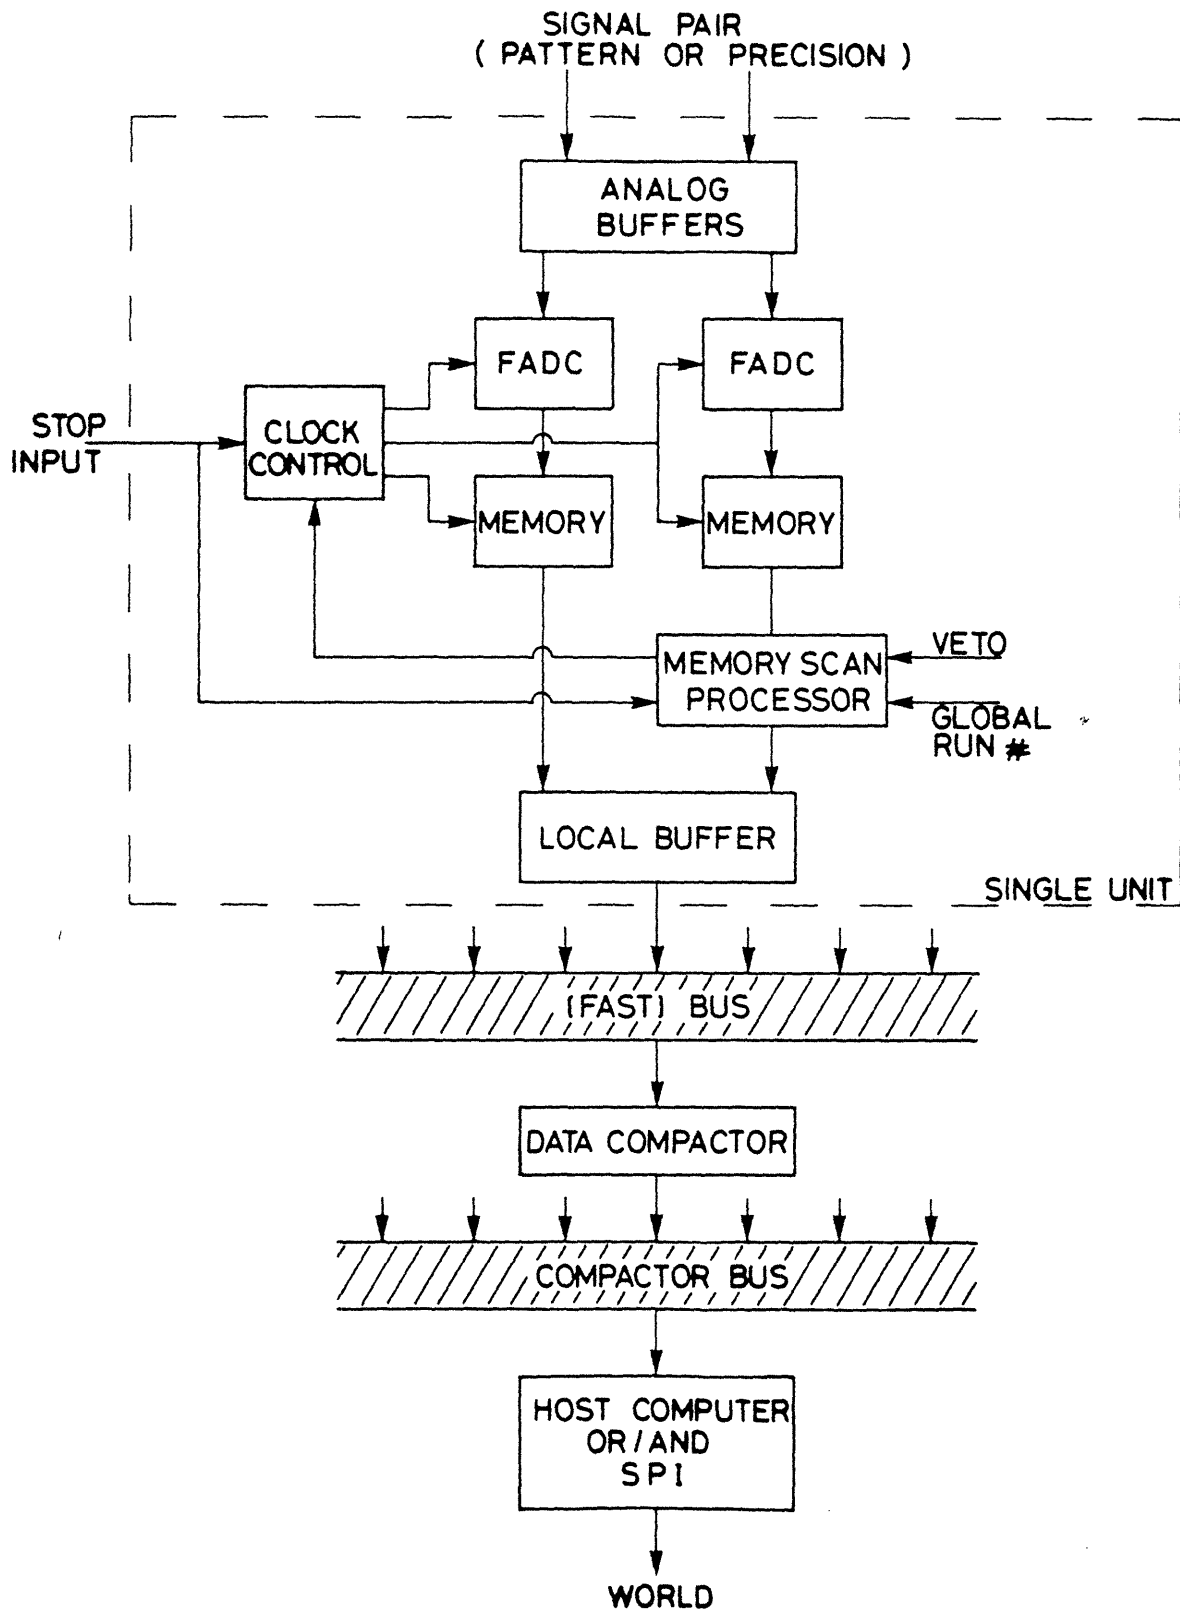 SIGNAL PAIR
( PATTERN OR PRECISION )
ANALOG
BUFFERS
FADC
FADC
STOP
INPUT
CLOCK
CONTROL
MEMORY
MEMORY
MEMORY SCAN
PROCESSOR
VETO
GLOBAL
RUN #
LOCAL BUFFER
SINGLE UNIT
(FAST) BUS
DATA COMPACTOR
COMPACTOR BUS
HOST COMPUTER
OR/AND
SPI
WORLD